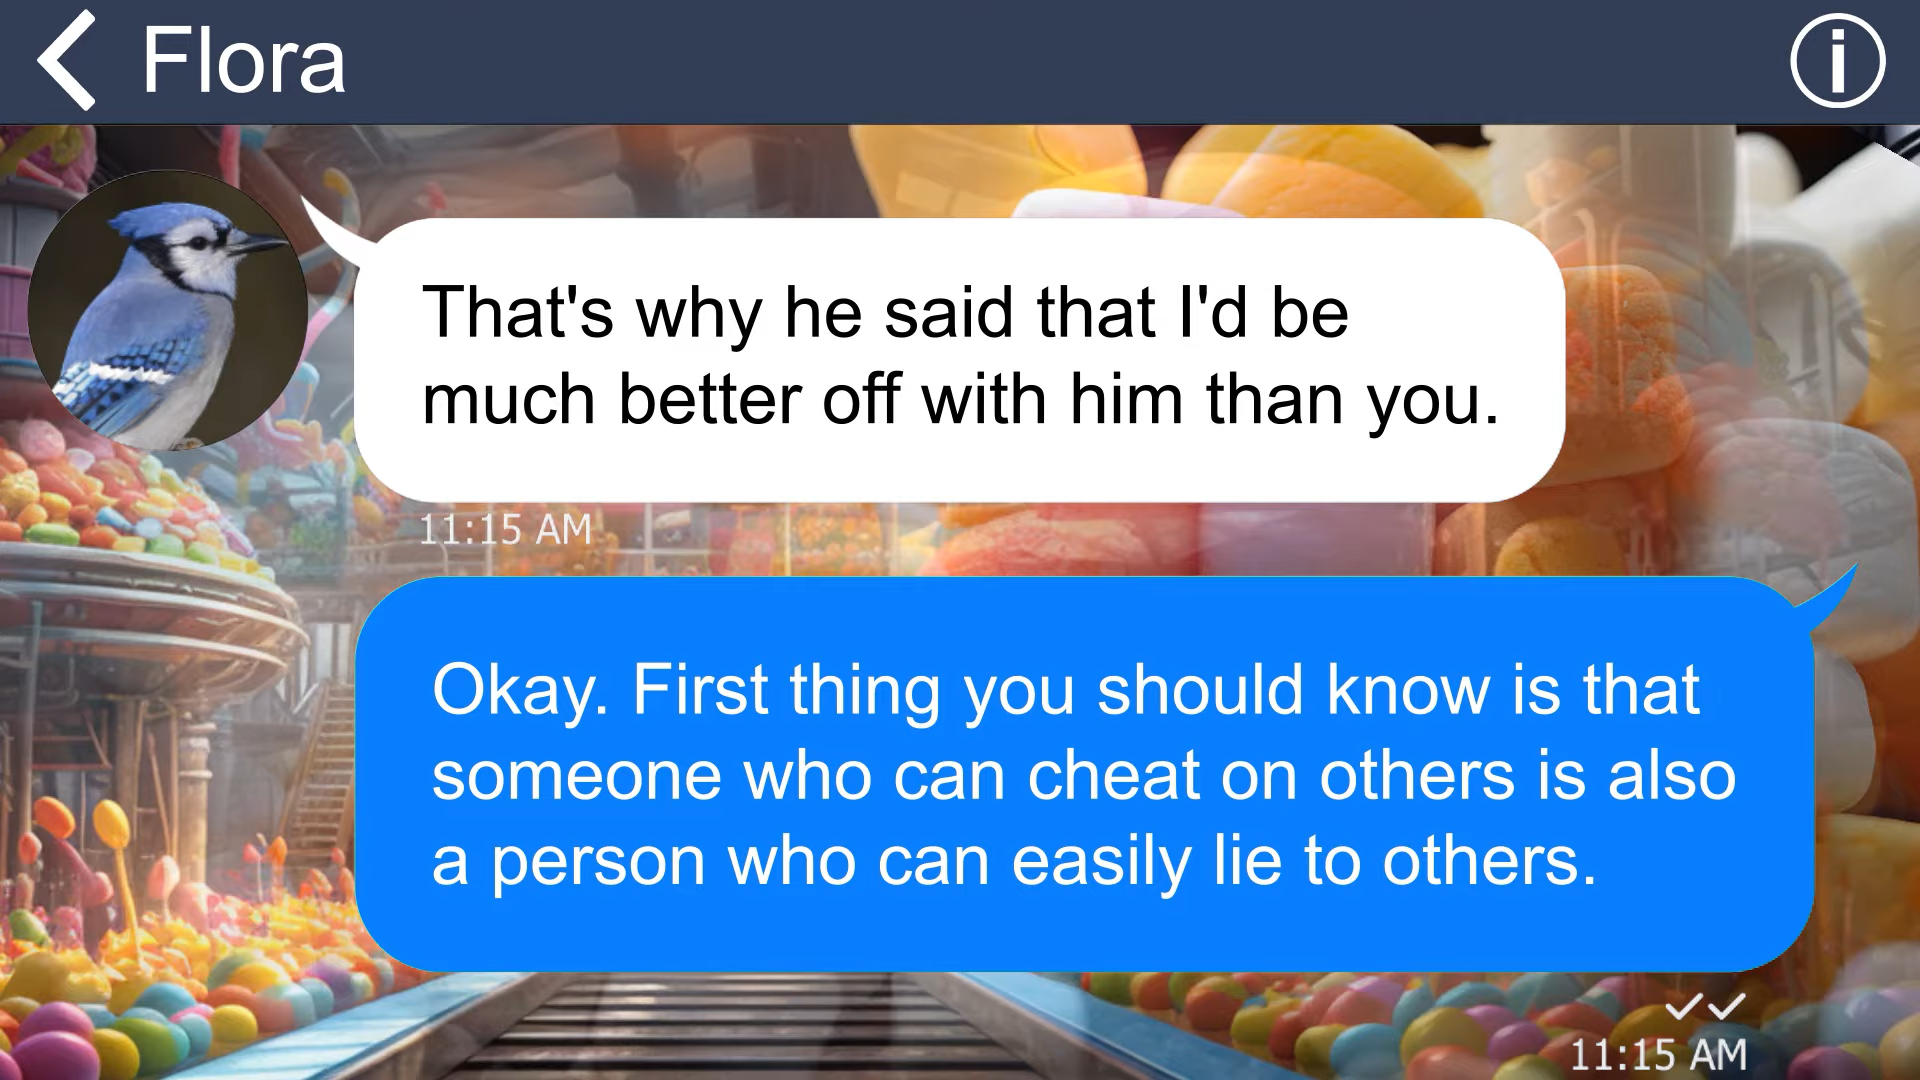 Flora
That's why he said that I'd be
much better off with him than you.
11:15 AM
Okay. First thing you should know is that
someone who can cheat on others is also
a person who can easily lie to others.
11:15 AM